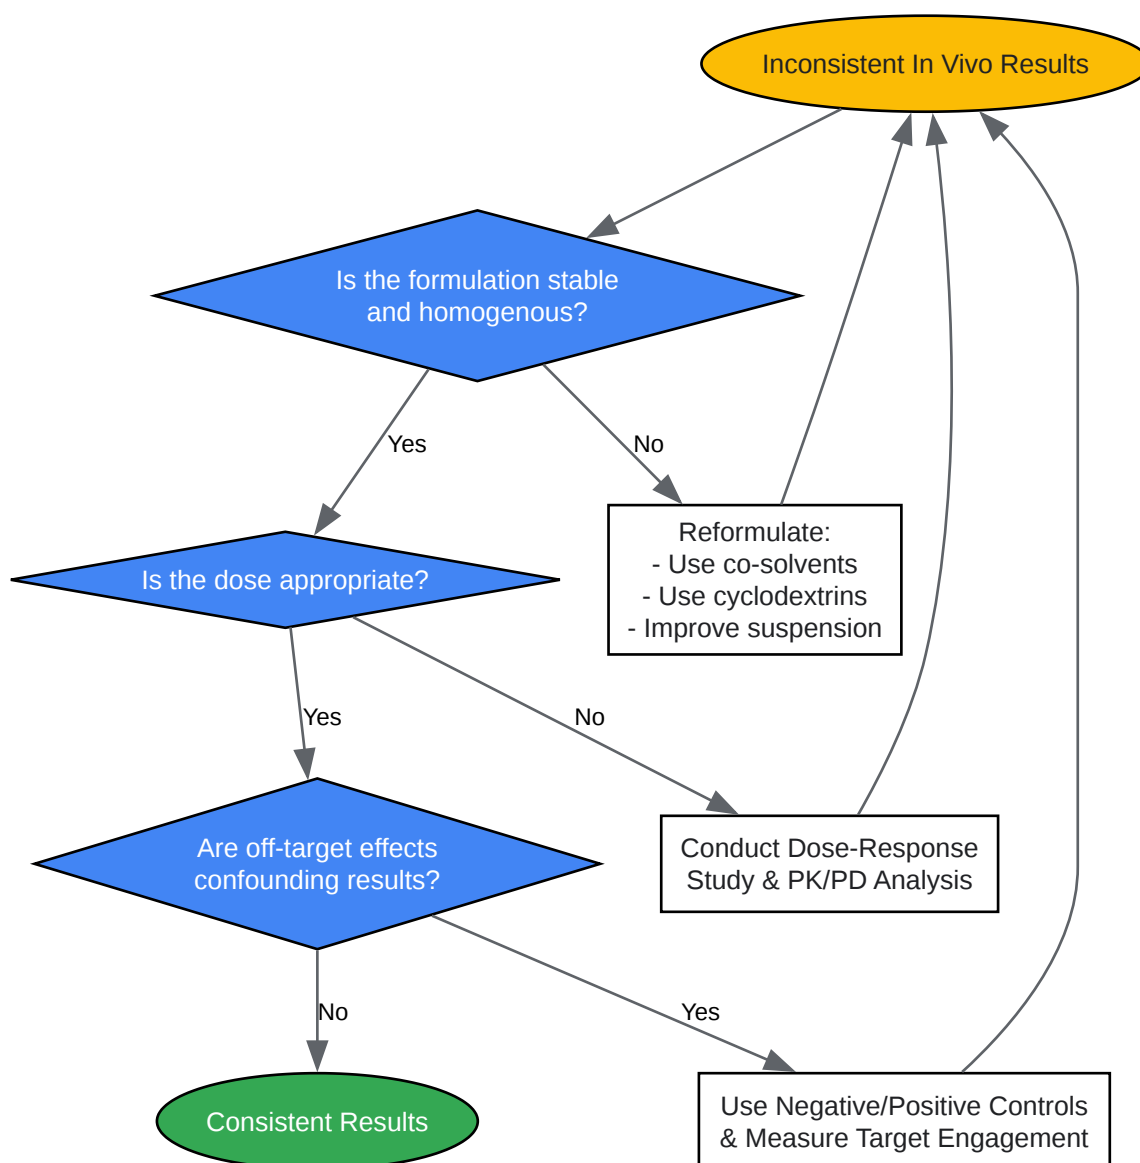 Inconsistent In Vivo Results
Is the formulation stable
and homogenous?
Yes
No
Reformulate:
- Use co-solvents
- Use cyclodextrins
- Improve suspension
Is the dose appropriate?
Yes
No
Conduct Dose-Response
Study & PK/PD Analysis
Are off-target effects
confounding results?
No
Yes
Consistent Results
Use Negative/Positive Controls
& Measure Target Engagement